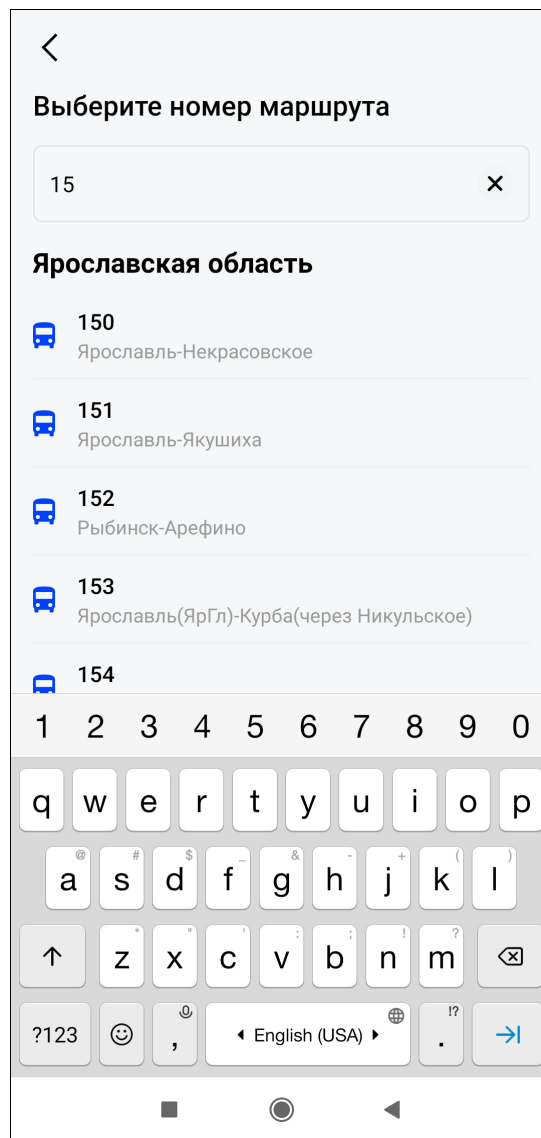 Выберите номер маршрута
15
Ярославская область
150
Ярославль-Некрасовское
151
Ярославль-Якушиха
152
Рыбинск-Арефино
153
Ярославль(ЯрГл)-Курба(через Никульское)
154
1 2 3 4 5 6 7 8 9 0
q w e r t y u i o p
@ # $ _ & - + ( )
a s d f g h j k l
* " ' : ; ! ?
z x c v b n m
!?
?123 , English (USA) .